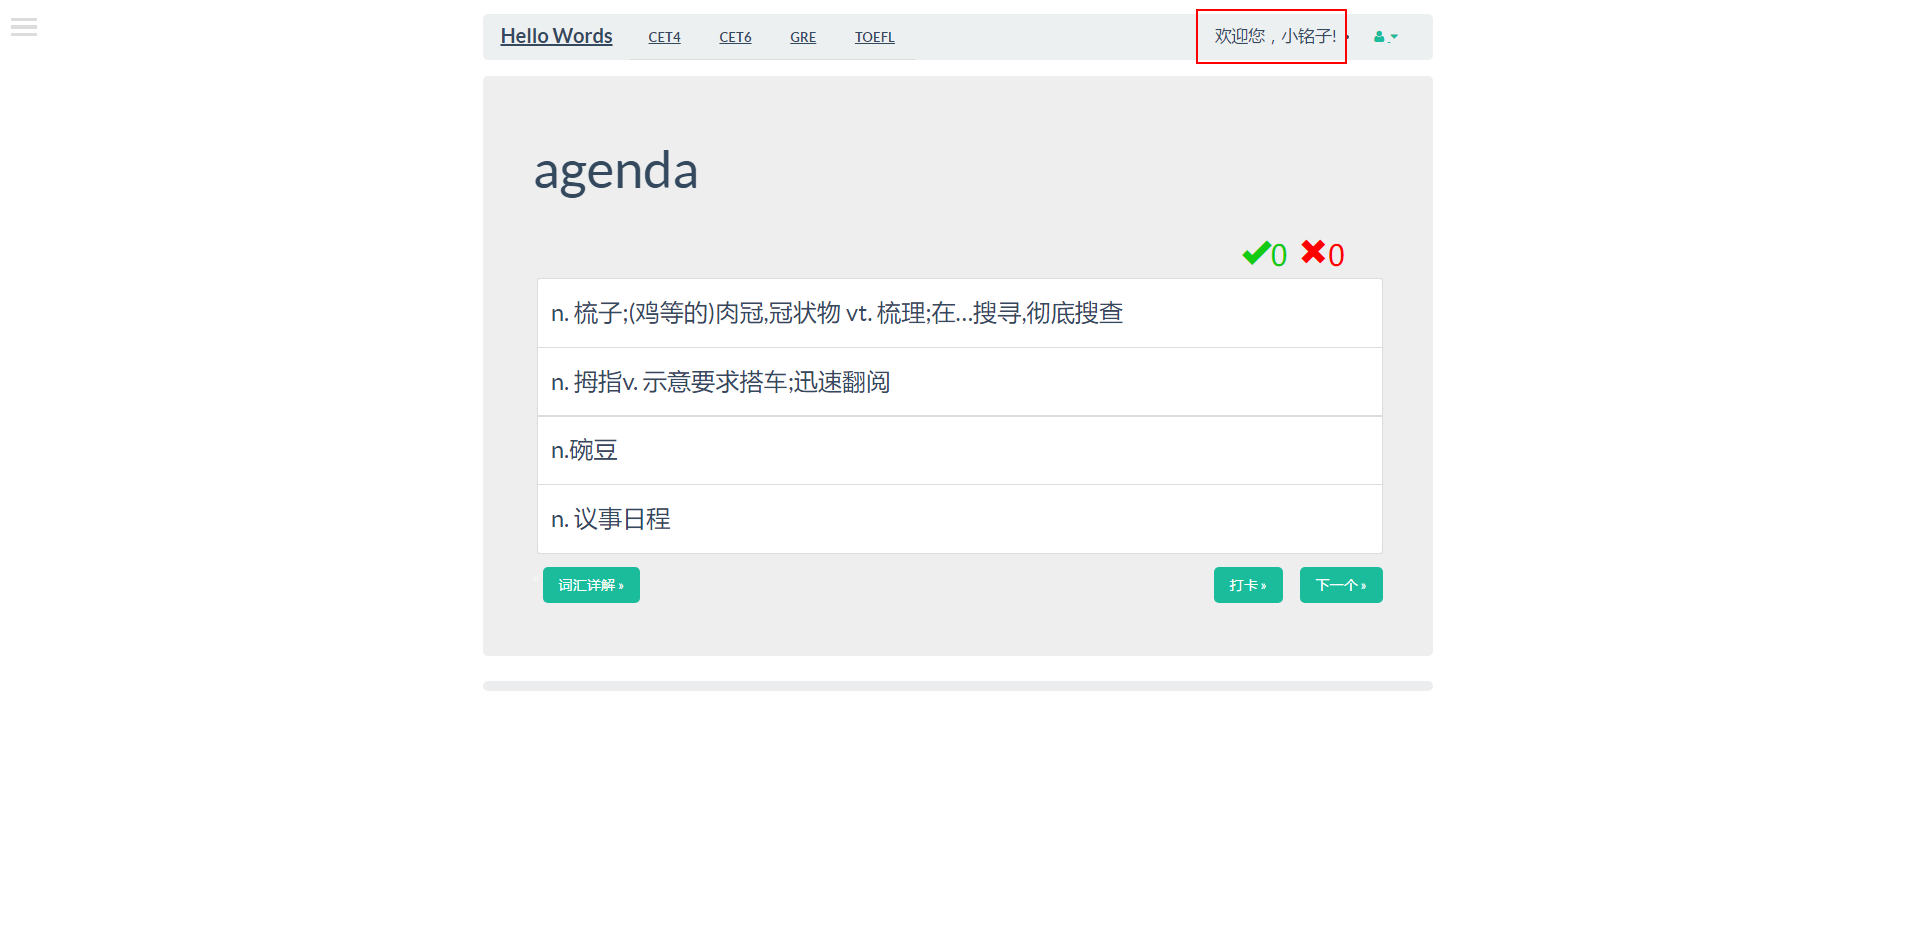 Hello Words CET4 CET6 GRE TOEFL 欢迎您，小铭子!
agenda
0 0
n. 梳子;(鸡等的)肉冠,冠状物 vt. 梳理;在...搜寻,彻底搜查
n. 拇指v. 示意要求搭车;迅速翻阅
n.碗豆
n. 议事日程
词汇详解 » 打卡 » 下一个 »